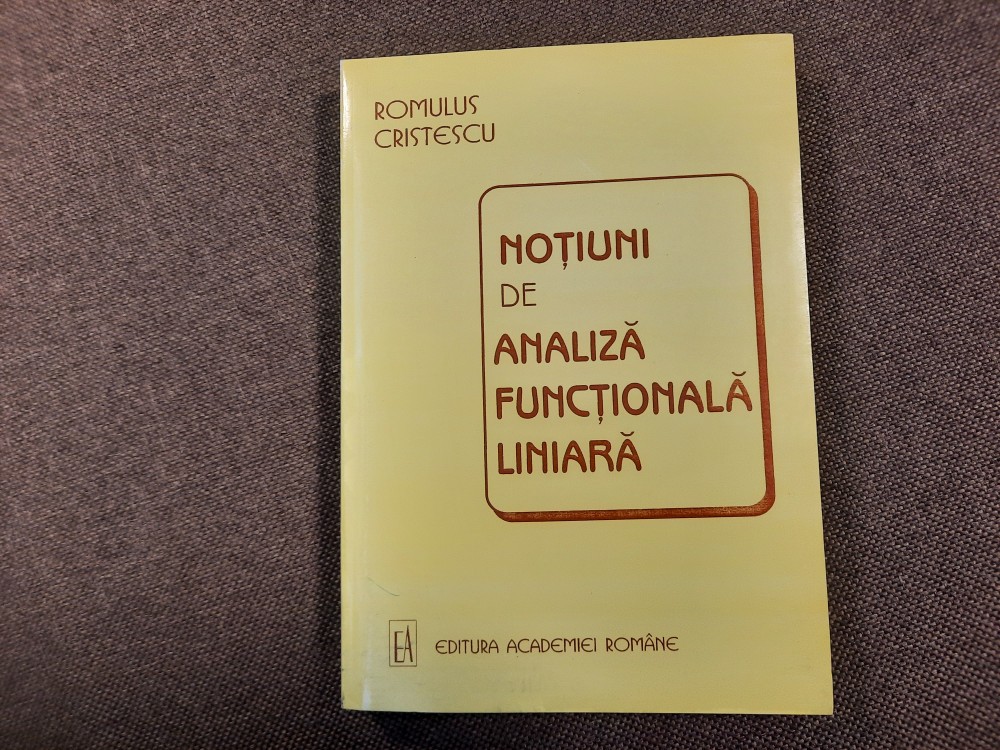 ROMULUS
CRISTESCU
NOȚIUNI
DE
ANALIZĂ
FUNCȚIONALĂ
LINIARĂ
EA EDITURA ACADEMIEI ROMÂNE